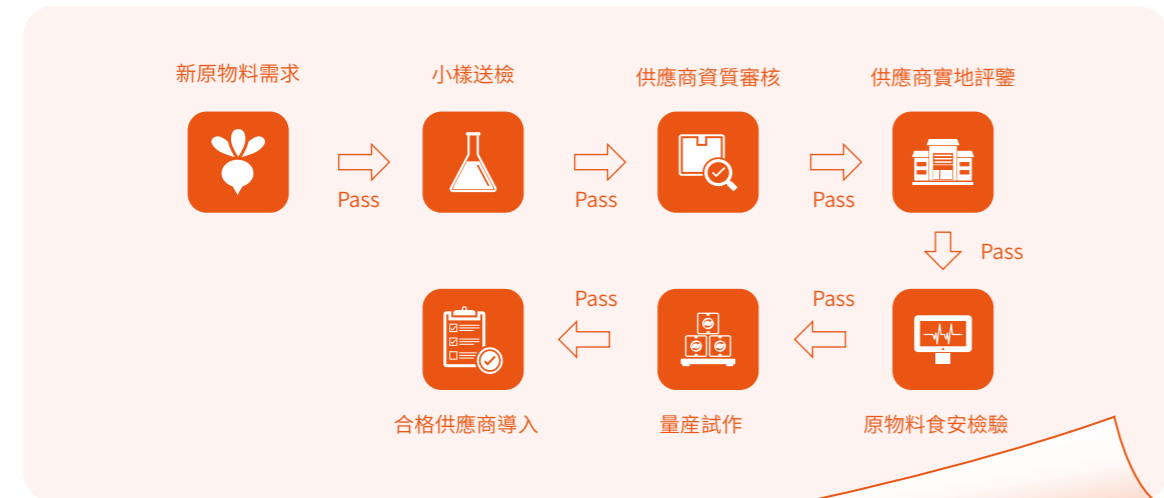 新原物料需求
小樣送檢
供應商資質審核
供應商實地評鑒
Pass
Pass
Pass
Pass
Pass
Pass
合格供應商導入
量産試作
原物料食安檢驗